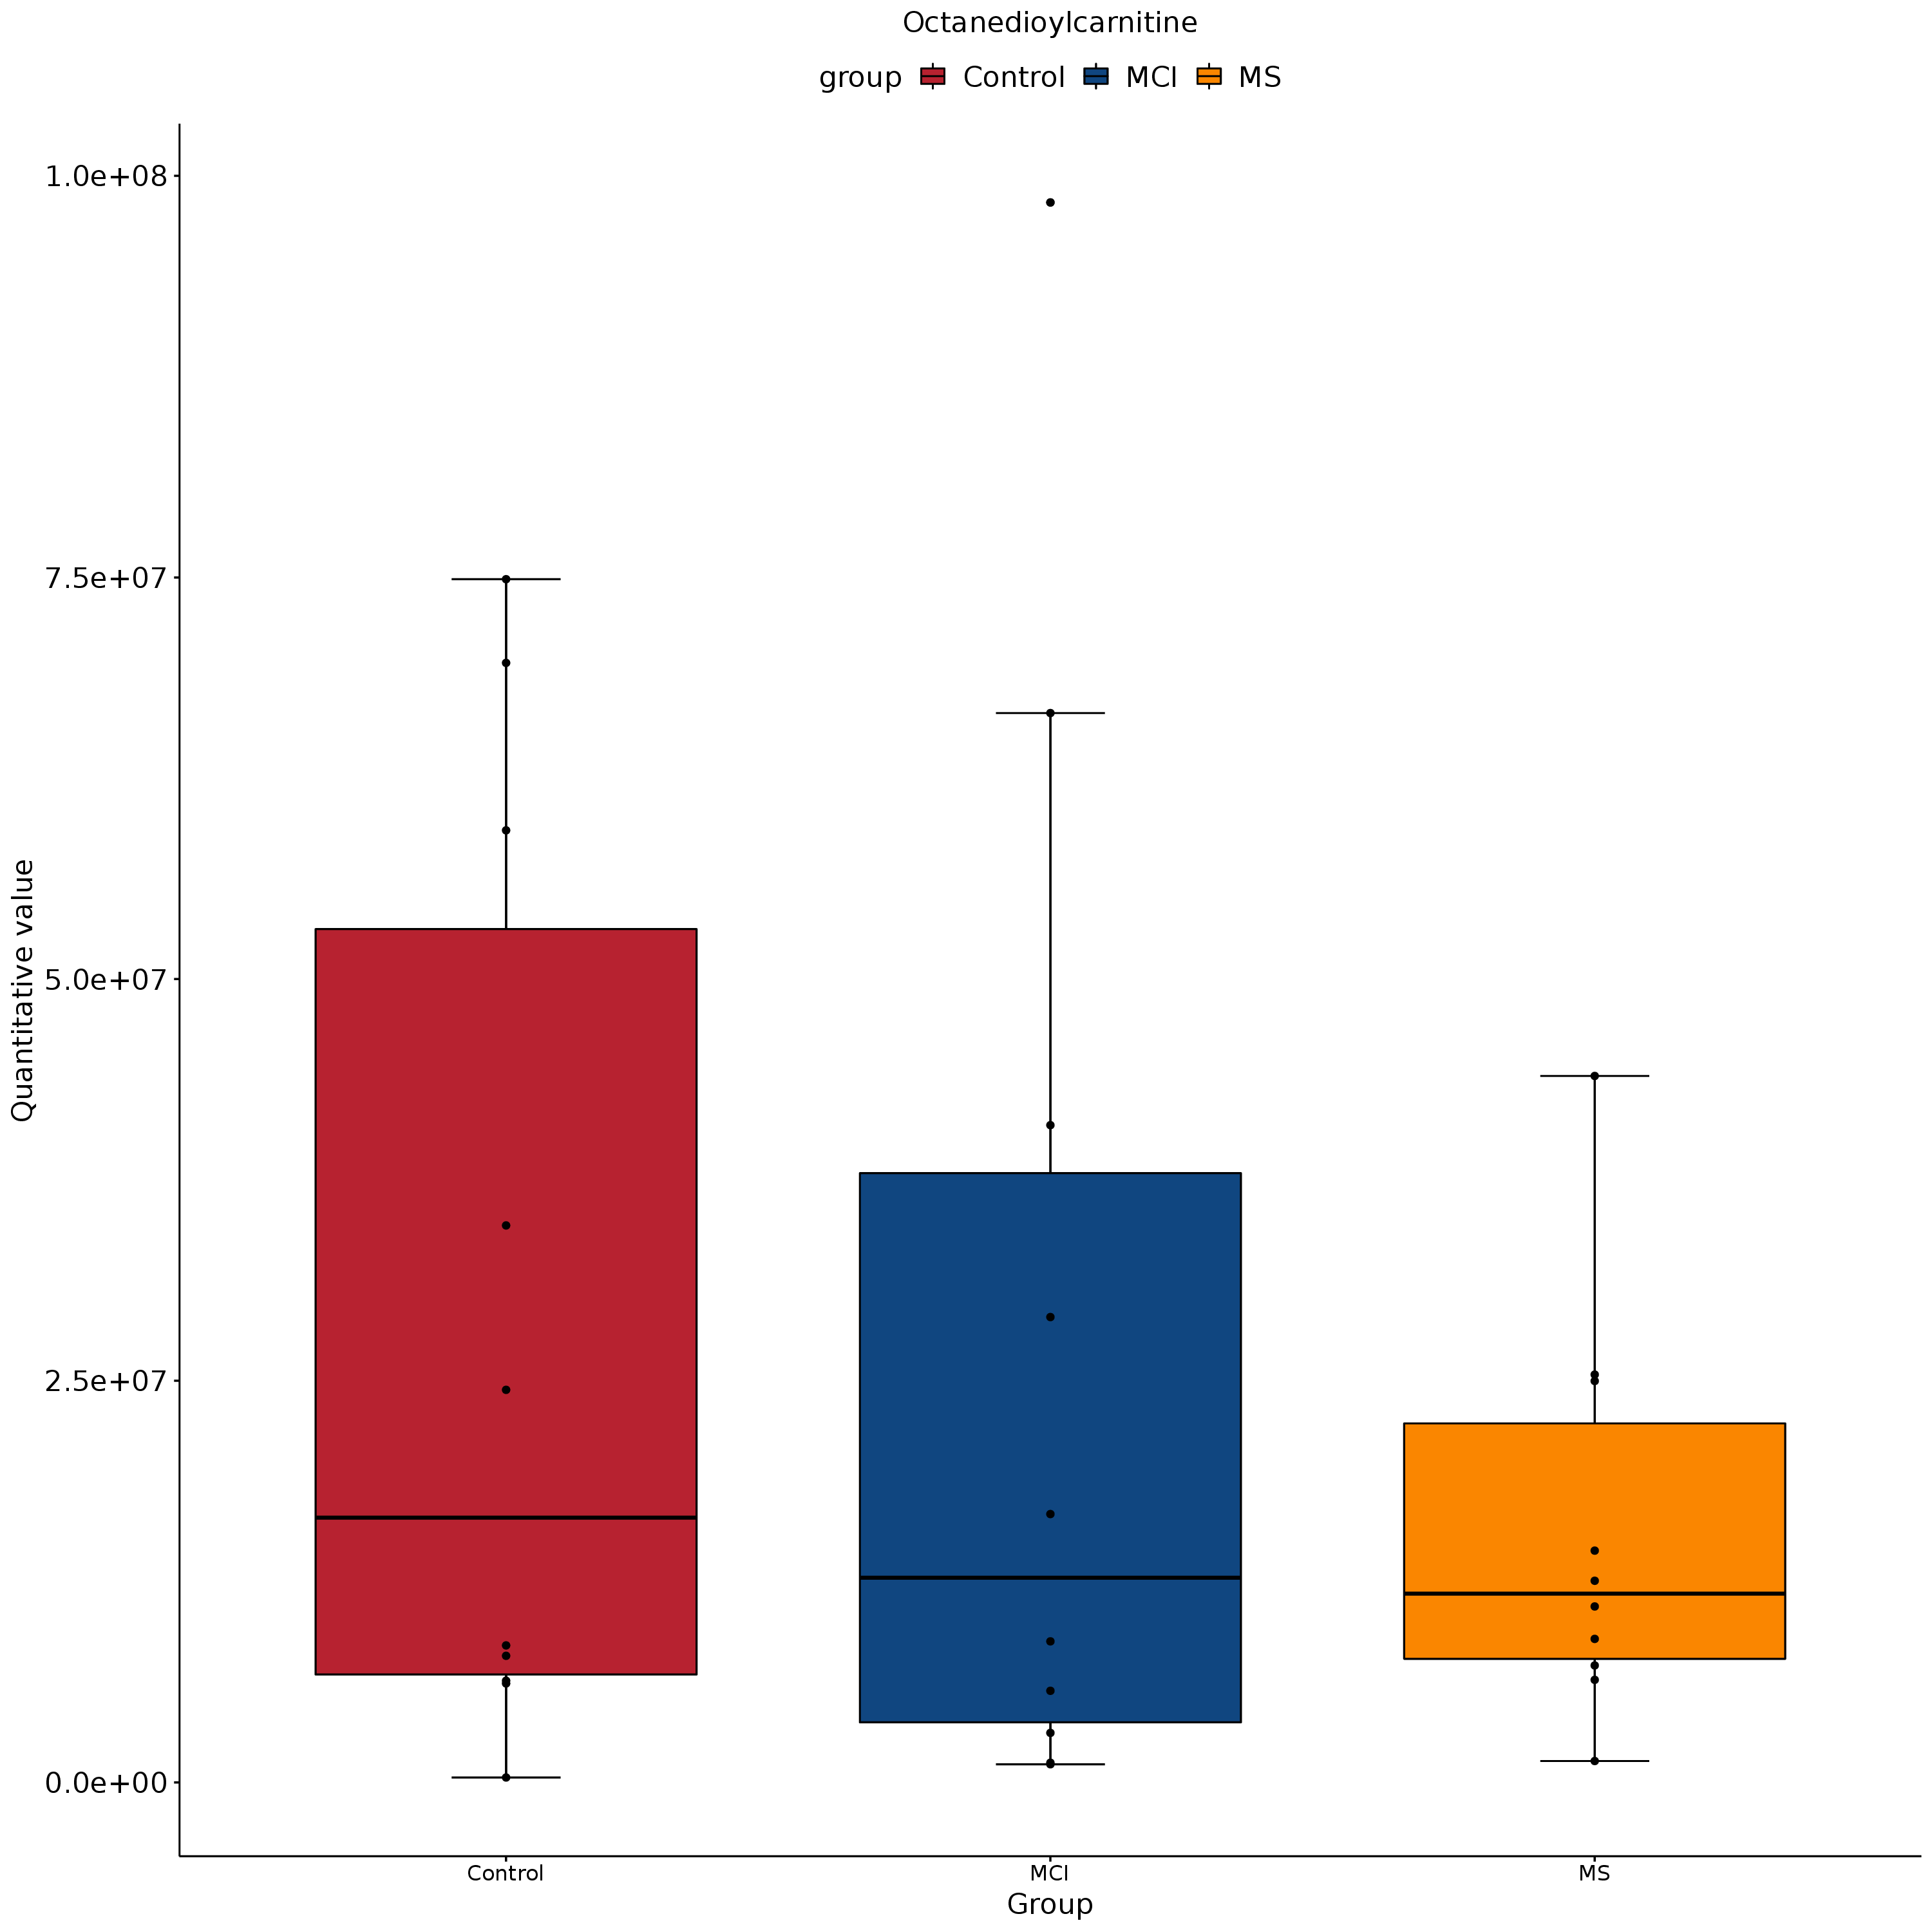 Octanedioylcarnitine
group Control MCI MS
1.0e+08
7.5e+07
5.0e+07
2.5e+07
0.0e+00
Quantitative value
Control MCI MS
Group